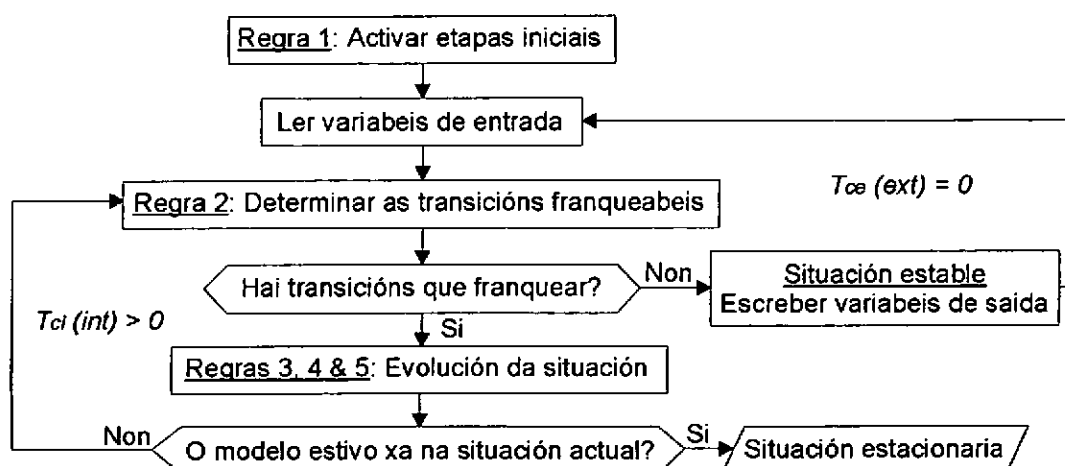 Regra 1: Activar etapas iniciais
Ler variabeis de entrada
Tce (ext) = 0
Regra 2: Determinar as transicións franqueabeis
Hai transicións que franquear?
Non
Situación estable
Escreber variabeis de saida
Tci (int) > 0
Si
Regras 3, 4 & 5: Evolución da situación
Non
O modelo estivo xa na situación actual?
Si
Situación estacionaria